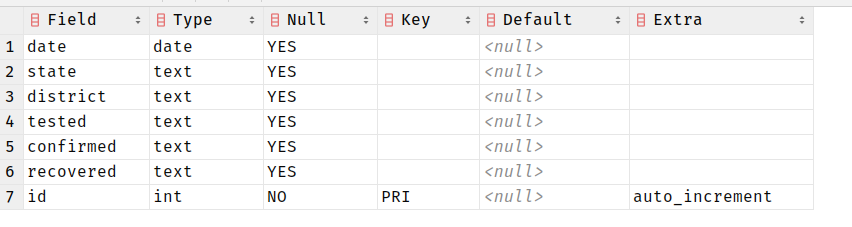 Field Type Null Key Default Extra
1 date date YES <null>
2 state text YES <null>
3 district text YES <null>
4 tested text YES <null>
5 confirmed text YES <null>
6 recovered text YES <null>
7 id int NO PRI <null> auto_increment